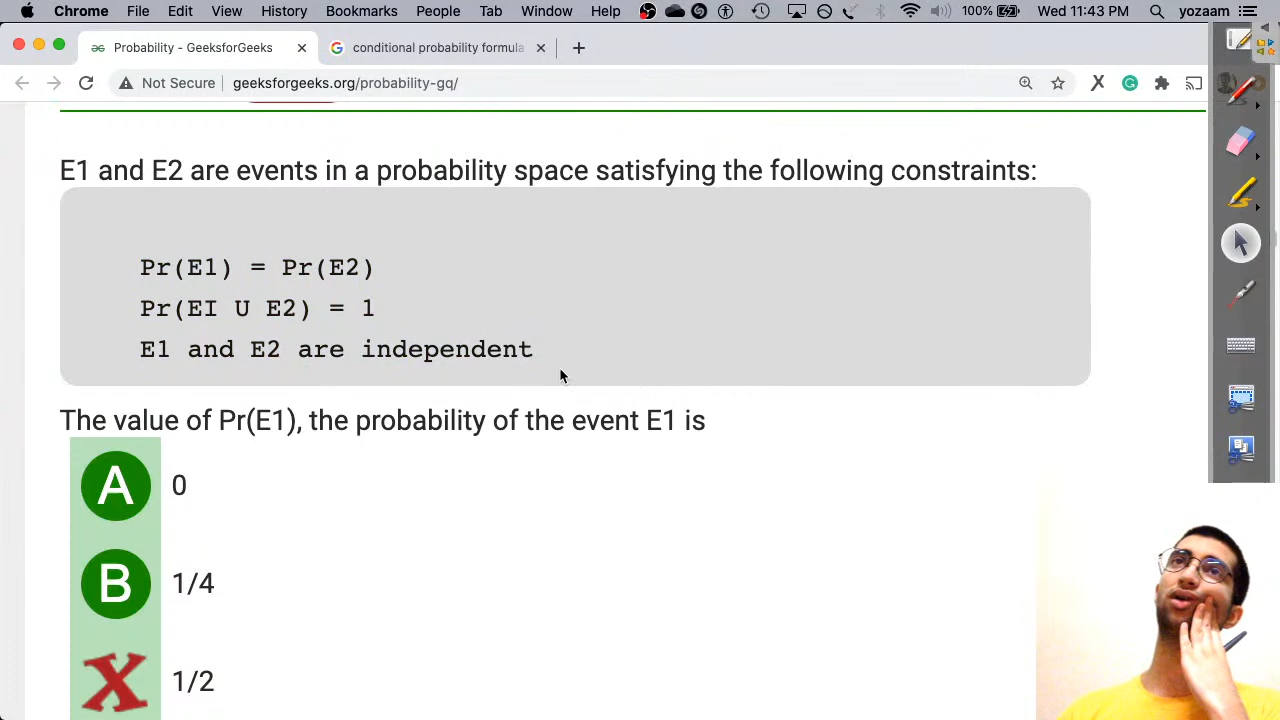 Chrome File Edit View History Bookmarks People Tab Window Help 100% Wed 11:43 PM yozaam
Probability - GeeksforGeeks conditional probability formula
Not Secure geeksforgeeks.org/probability-gq/
E1 and E2 are events in a probability space satisfying the following constraints:
Pr(E1) = Pr(E2)
Pr(EI U E2) = 1
E1 and E2 are independent
The value of Pr(E1), the probability of the event E1 is
A 0
B 1/4
X 1/2